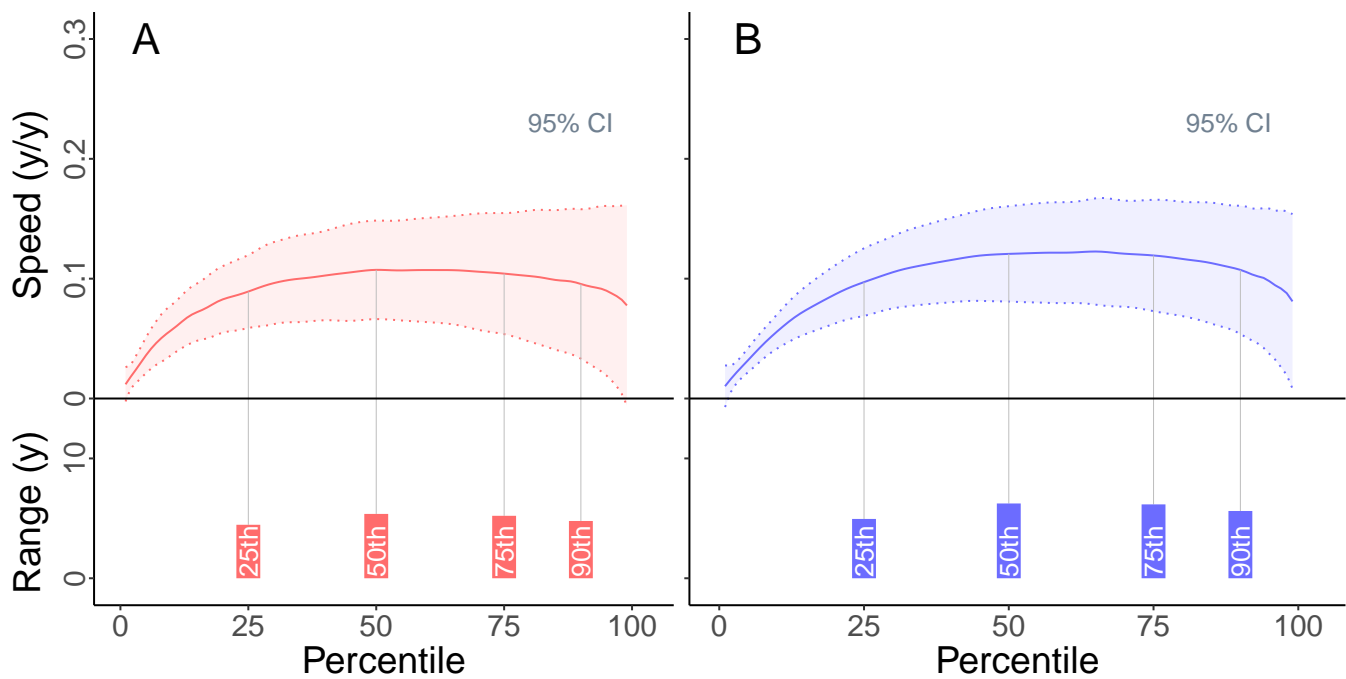 A
B
0.3
0.2
0.1
0
Speed (y/y)
95% CI
95% CI
10
0
Range (y)
25th
50th
75th
90th
25th
50th
75th
90th
0
25
50
75
100
0
25
50
75
100
Percentile
Percentile